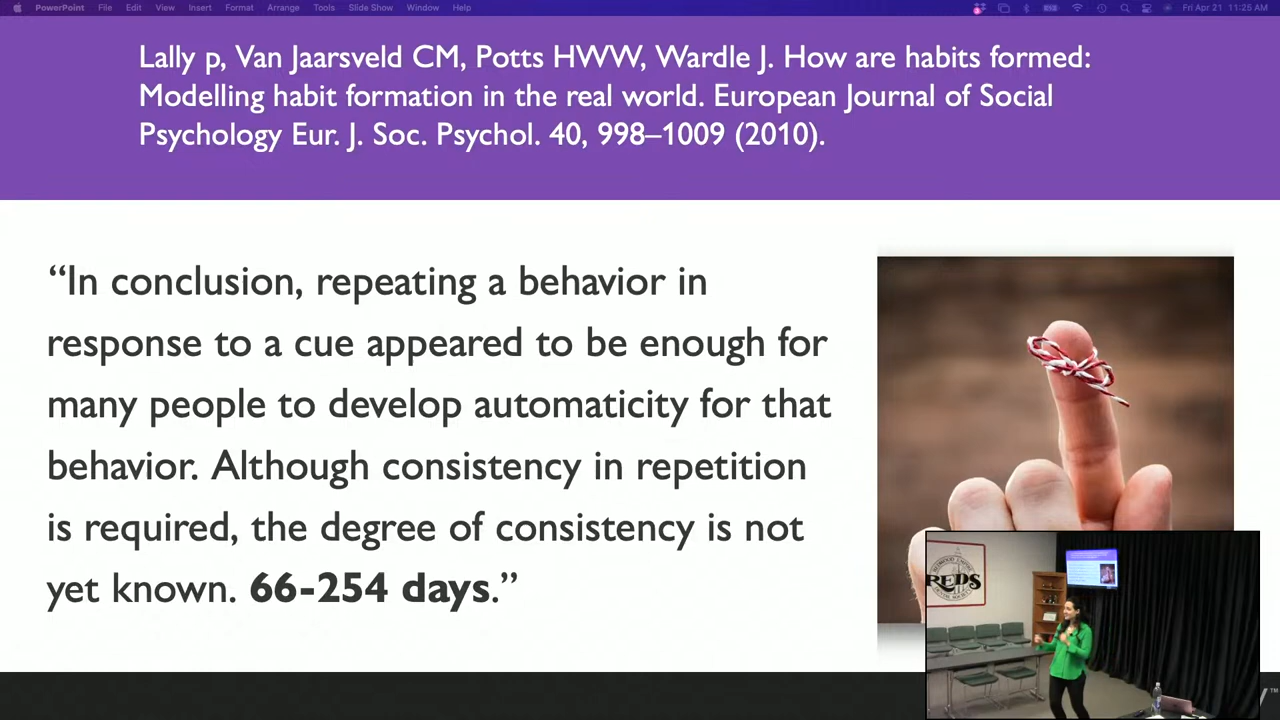 PowerPoint File Edit View Insert Format Arrange Tools Slide Show Window Help Fri Apr 21 11:25 AM
Lally p, Van Jaarsveld CM, Potts HWW, Wardle J. How are habits formed:
Modelling habit formation in the real world. European Journal of Social
Psychology Eur. J. Soc. Psychol. 40, 998–1009 (2010).
“In conclusion, repeating a behavior in
response to a cue appeared to be enough for
many people to develop automaticity for that
behavior. Although consistency in repetition
is required, the degree of consistency is not
yet known. 66-254 days.”
REDS
TM